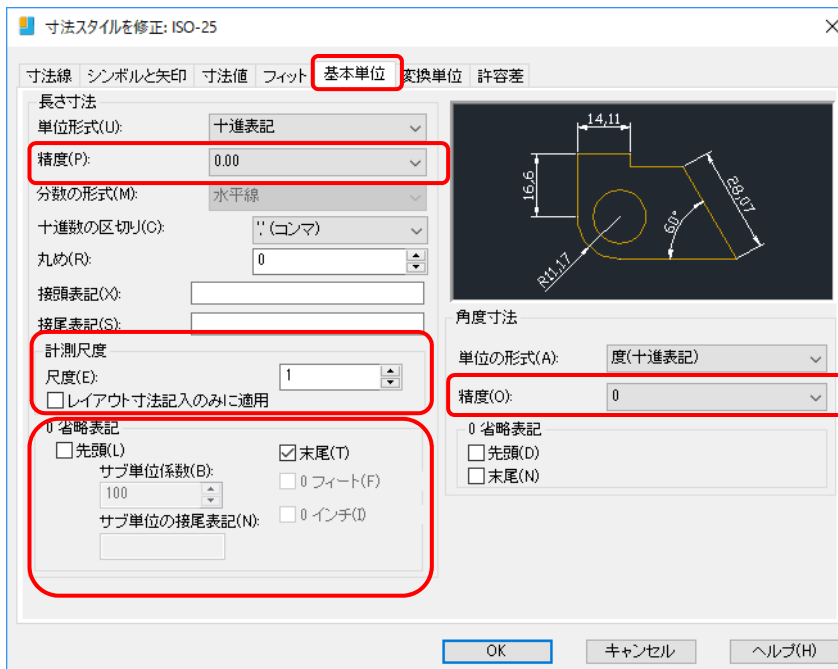 寸法スタイルを修正: ISO-25
寸法線 シンボルと矢印 寸法値 フィット 基本単位 変換単位 許容差
長さ寸法
単位形式(U): 十進表記
精度(P): 0.00
分数の形式(M): 水平線
十進数の区切り(C): ',' (コンマ)
丸め(R): 0
接頭表記(X):
接尾表記(S):
計測尺度
尺度(E): 1
レイアウト寸法記入のみに適用
0 省略表記
先頭(L) 末尾(T)
サブ単位係数(B): 0 フィート(F)
100
サブ単位の接尾表記(N): 0 インチ(I)
14,11
16,6
28,07
60°
R11,17
角度寸法
単位の形式(A): 度(十進表記)
精度(O): 0
0 省略表記
先頭(D)
末尾(N)
OK キャンセル ヘルプ(H)